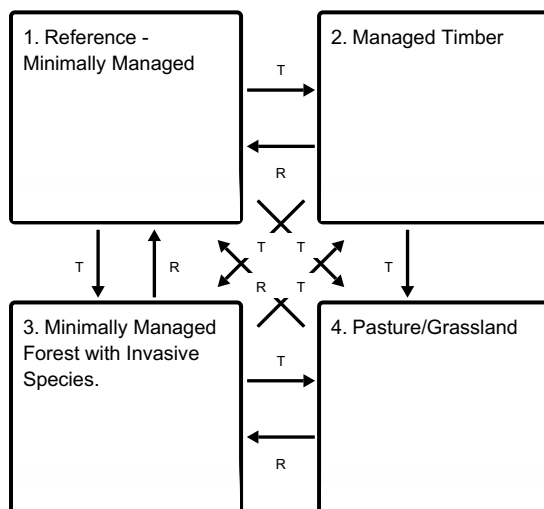 1. Reference -
Minimally Managed
2. Managed Timber
T
R
T
R
T
T
R
T
T
3. Minimally Managed
Forest with Invasive
Species.
4. Pasture/Grassland
T
R